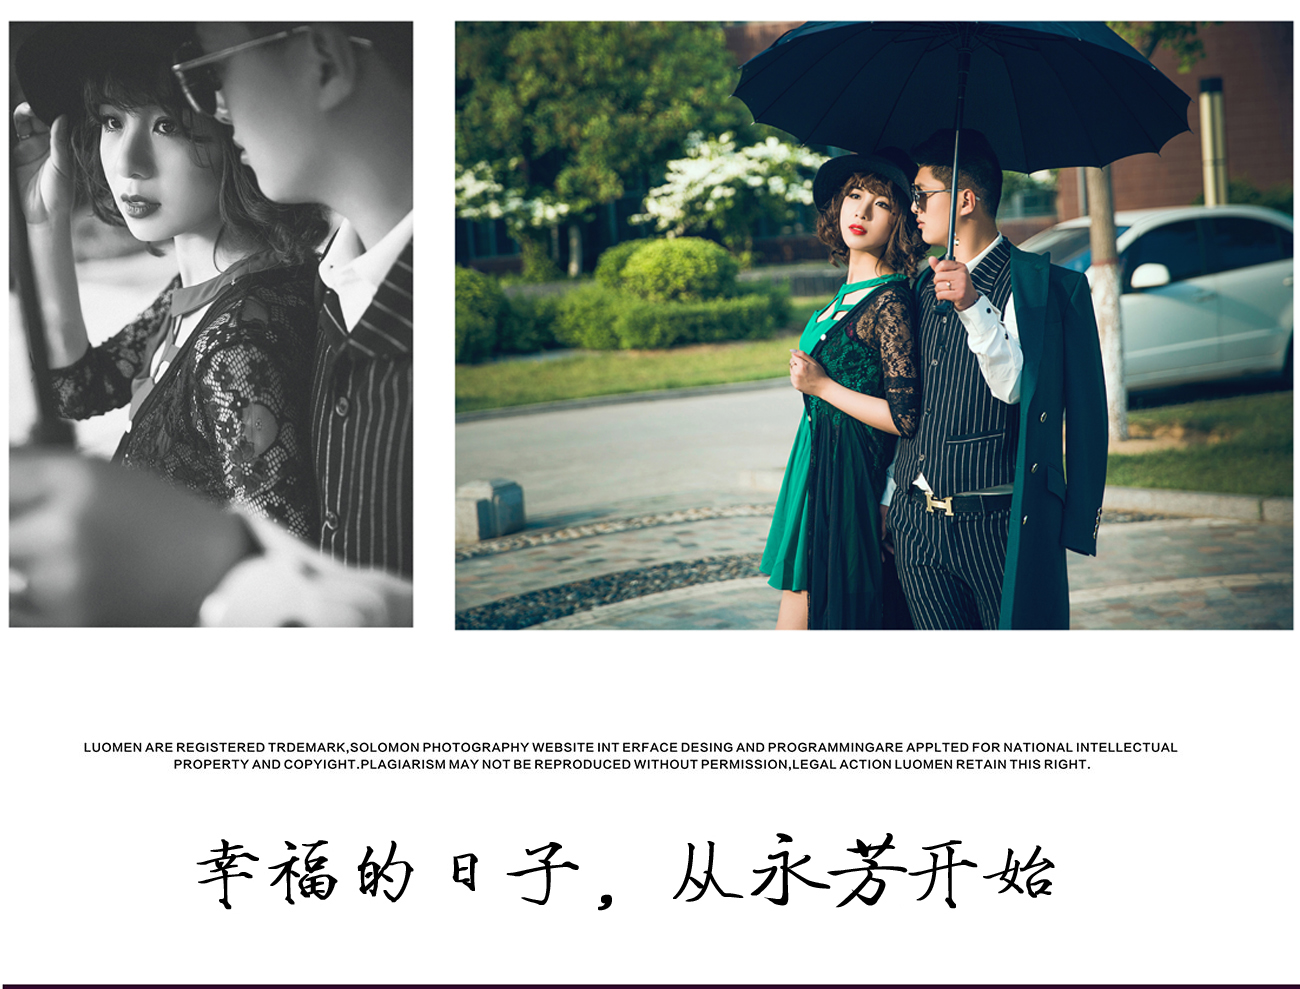 LUOMEN ARE REGISTERED TRDEMARK,SOLOMON PHOTOGRAPHY WEBSITE INT ERFACE DESING AND PROGRAMMINGARE APPLTED FOR NATIONAL INTELLECTUAL
PROPERTY AND COPYIGHT.PLAGIARISM MAY NOT BE REPRODUCED WITHOUT PERMISSION,LEGAL ACTION LUOMEN RETAIN THIS RIGHT.
幸福的日子，从永芳开始